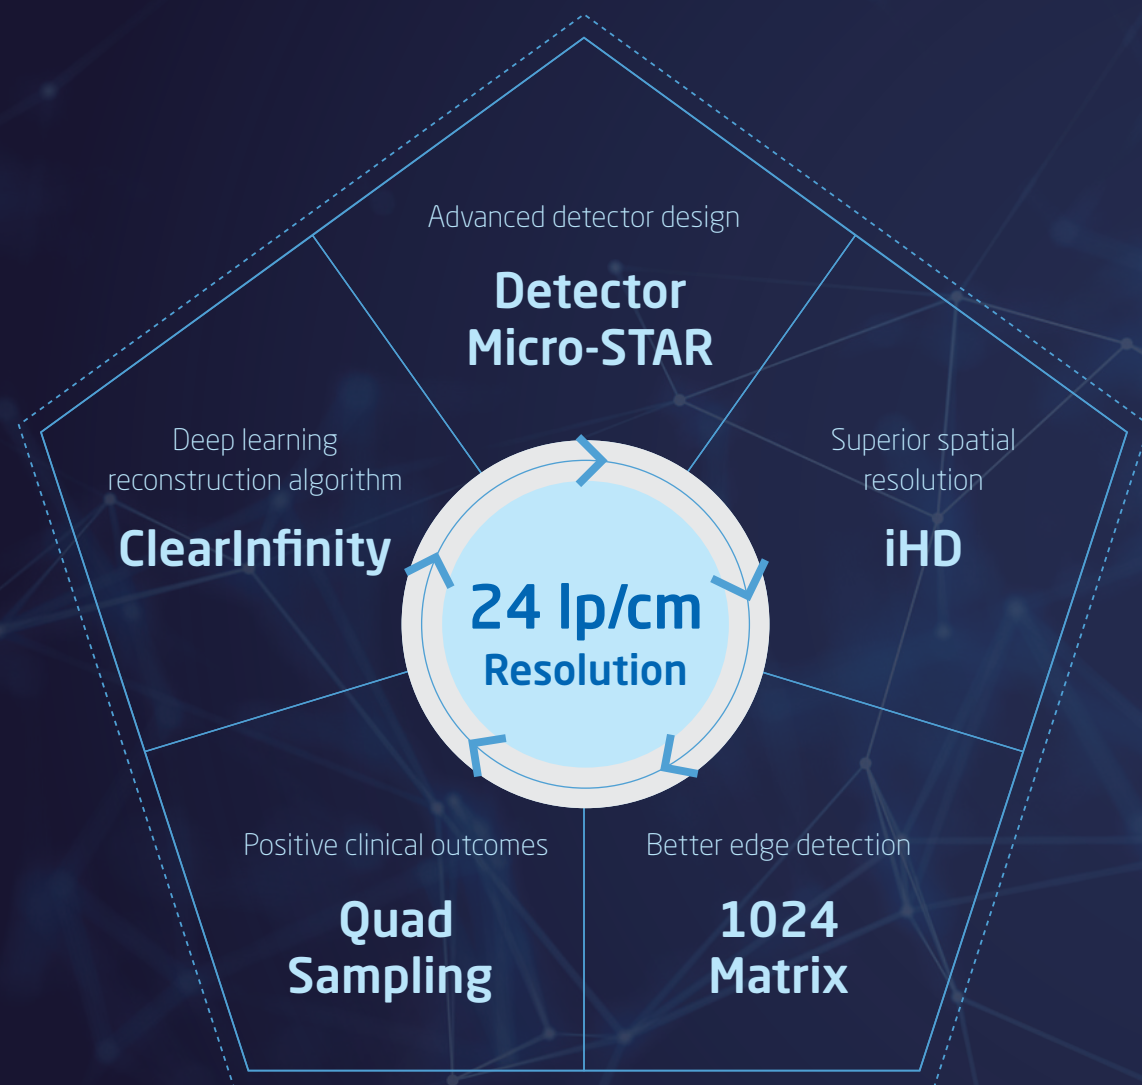 Advanced detector design
Detector
Micro-STAR
Deep learning
reconstruction algorithm
ClearInfinity
Superior spatial
resolution
iHD
24 lp/cm
Resolution
Positive clinical outcomes
Quad
Sampling
Better edge detection
1024
Matrix